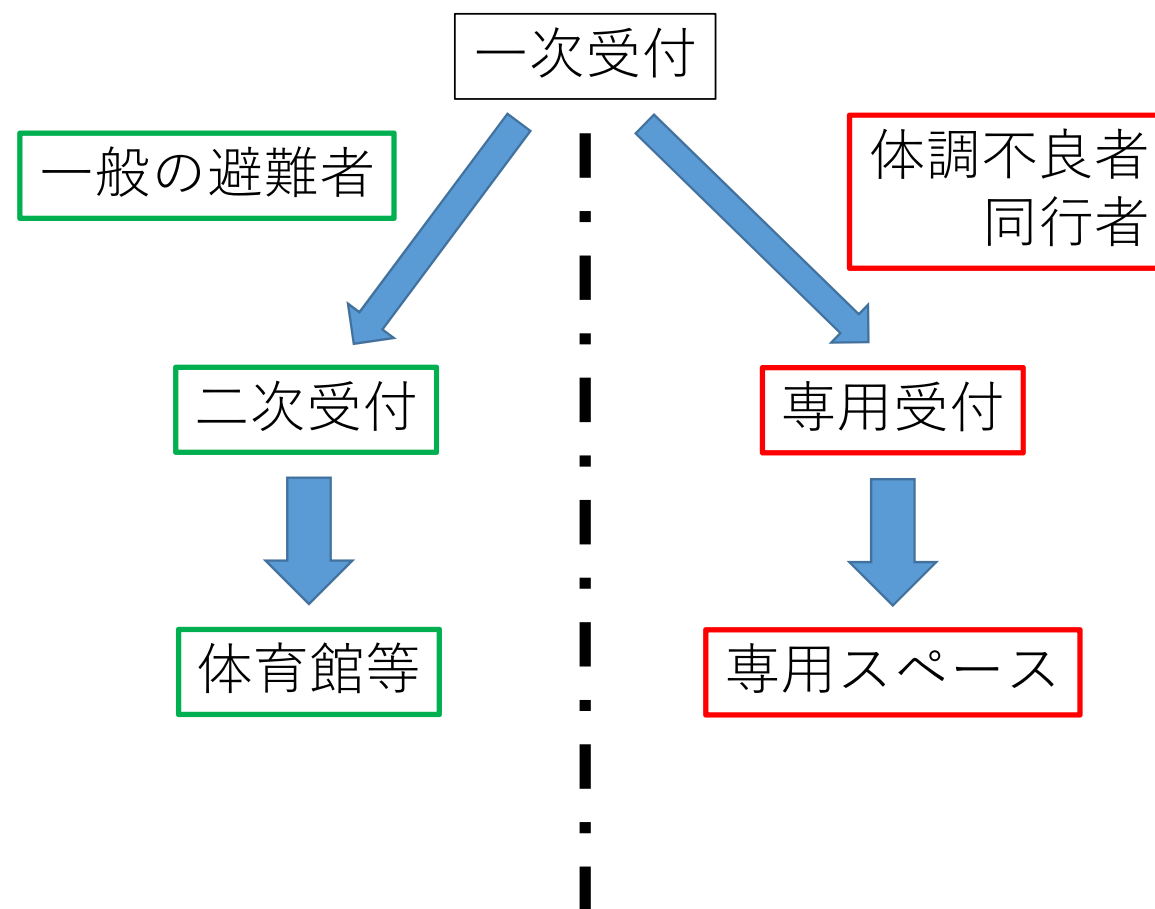 一次受付
一般の避難者
体調不良者
同行者
二次受付
専用受付
体育館等
専用スペース